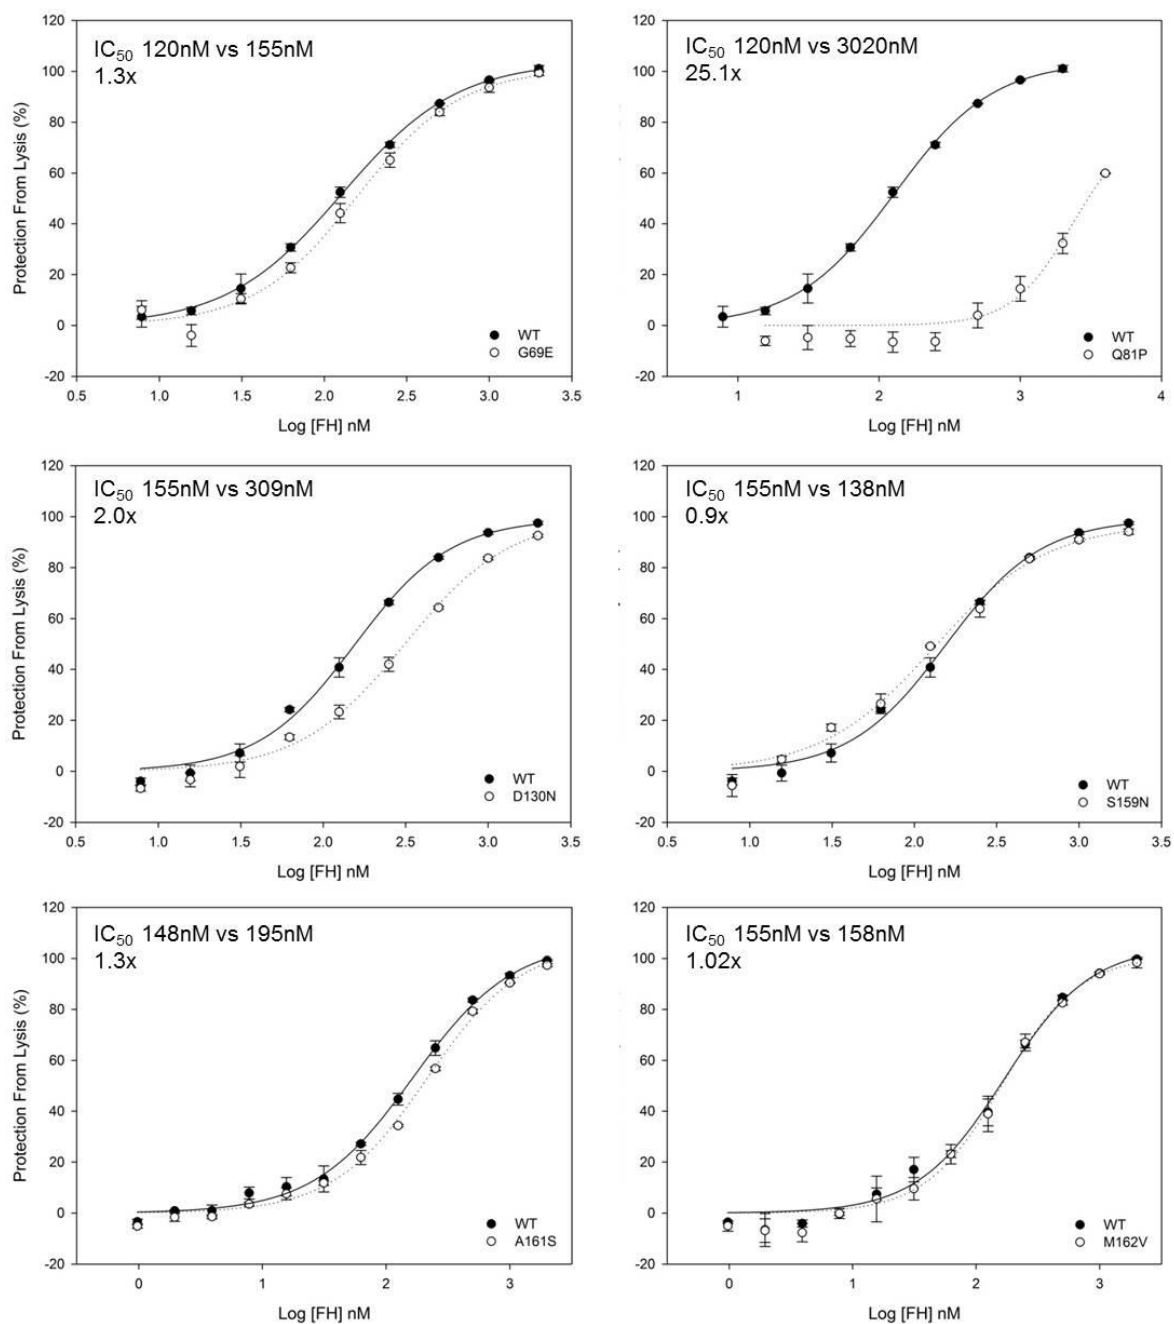 IC50 120nM vs 155nM
1.3x
Protection From Lysis (%)
120
100
80
60
40
20
0
-20
0.5 1.0 1.5 2.0 2.5 3.0 3.5
Log [FH] nM
WT
G69E
IC50 120nM vs 3020nM
25.1x
120
100
80
60
40
20
0
-20
1 2 3 4
Log [FH] nM
WT
Q81P
IC50 155nM vs 309nM
2.0x
Protection From Lysis (%)
120
100
80
60
40
20
0
-20
0.5 1.0 1.5 2.0 2.5 3.0 3.5
Log [FH] nM
WT
D130N
IC50 155nM vs 138nM
0.9x
120
100
80
60
40
20
0
-20
0.5 1.0 1.5 2.0 2.5 3.0 3.5
Log [FH] nM
WT
S159N
IC50 148nM vs 195nM
1.3x
Protection From Lysis (%)
120
100
80
60
40
20
0
-20
0 1 2 3
Log [FH] nM
WT
A161S
IC50 155nM vs 158nM
1.02x
120
100
80
60
40
20
0
-20
0 1 2 3
Log [FH] nM
WT
M162V